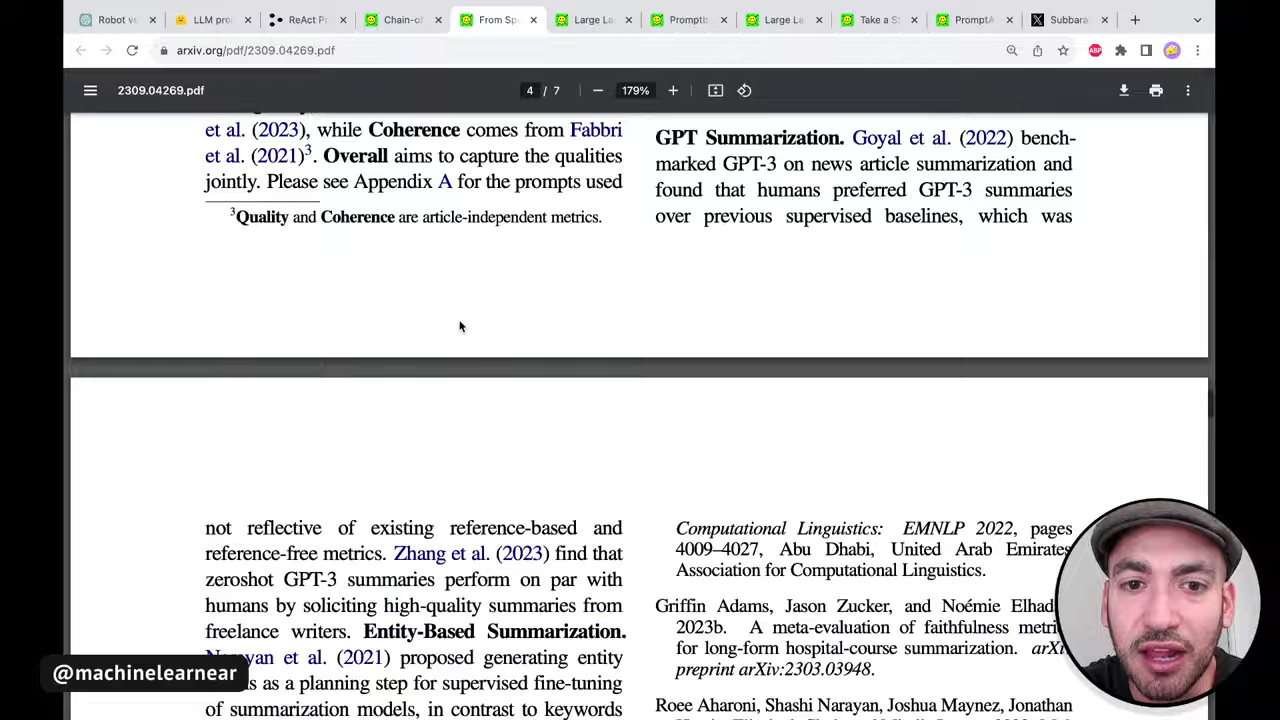 Robot v
LLM pro
ReAct P
Chain-of
From Sp
Large La
Promptb
Large La
Take a S
PromptA
Subbara
arxiv.org/pdf/2309.04269.pdf
ABP
2309.04269.pdf
4 / 7
179%
et al. (2023), while Coherence comes from Fabbri
et al. (2021)3. Overall aims to capture the qualities
jointly. Please see Appendix A for the prompts used
3Quality and Coherence are article-independent metrics.
GPT Summarization. Goyal et al. (2022) bench-
marked GPT-3 on news article summarization and
found that humans preferred GPT-3 summaries
over previous supervised baselines, which was
not reflective of existing reference-based and
reference-free metrics. Zhang et al. (2023) find that
zeroshot GPT-3 summaries perform on par with
humans by soliciting high-quality summaries from
freelance writers. Entity-Based Summarization.
et al. (2021) proposed generating entity
as a planning step for supervised fine-tuning
of summarization models, in contrast to keywords
Computational Linguistics: EMNLP 2022, pages
4009–4027, Abu Dhabi, United Arab Emirates
Association for Computational Linguistics.
Griffin Adams, Jason Zucker, and Noémie Elhad
2023b. A meta-evaluation of faithfulness metri
for long-form hospital-course summarization. arXi
preprint arXiv:2303.03948.
Roee Aharoni, Shashi Narayan, Joshua Maynez, Jonathan
@machinelearnear